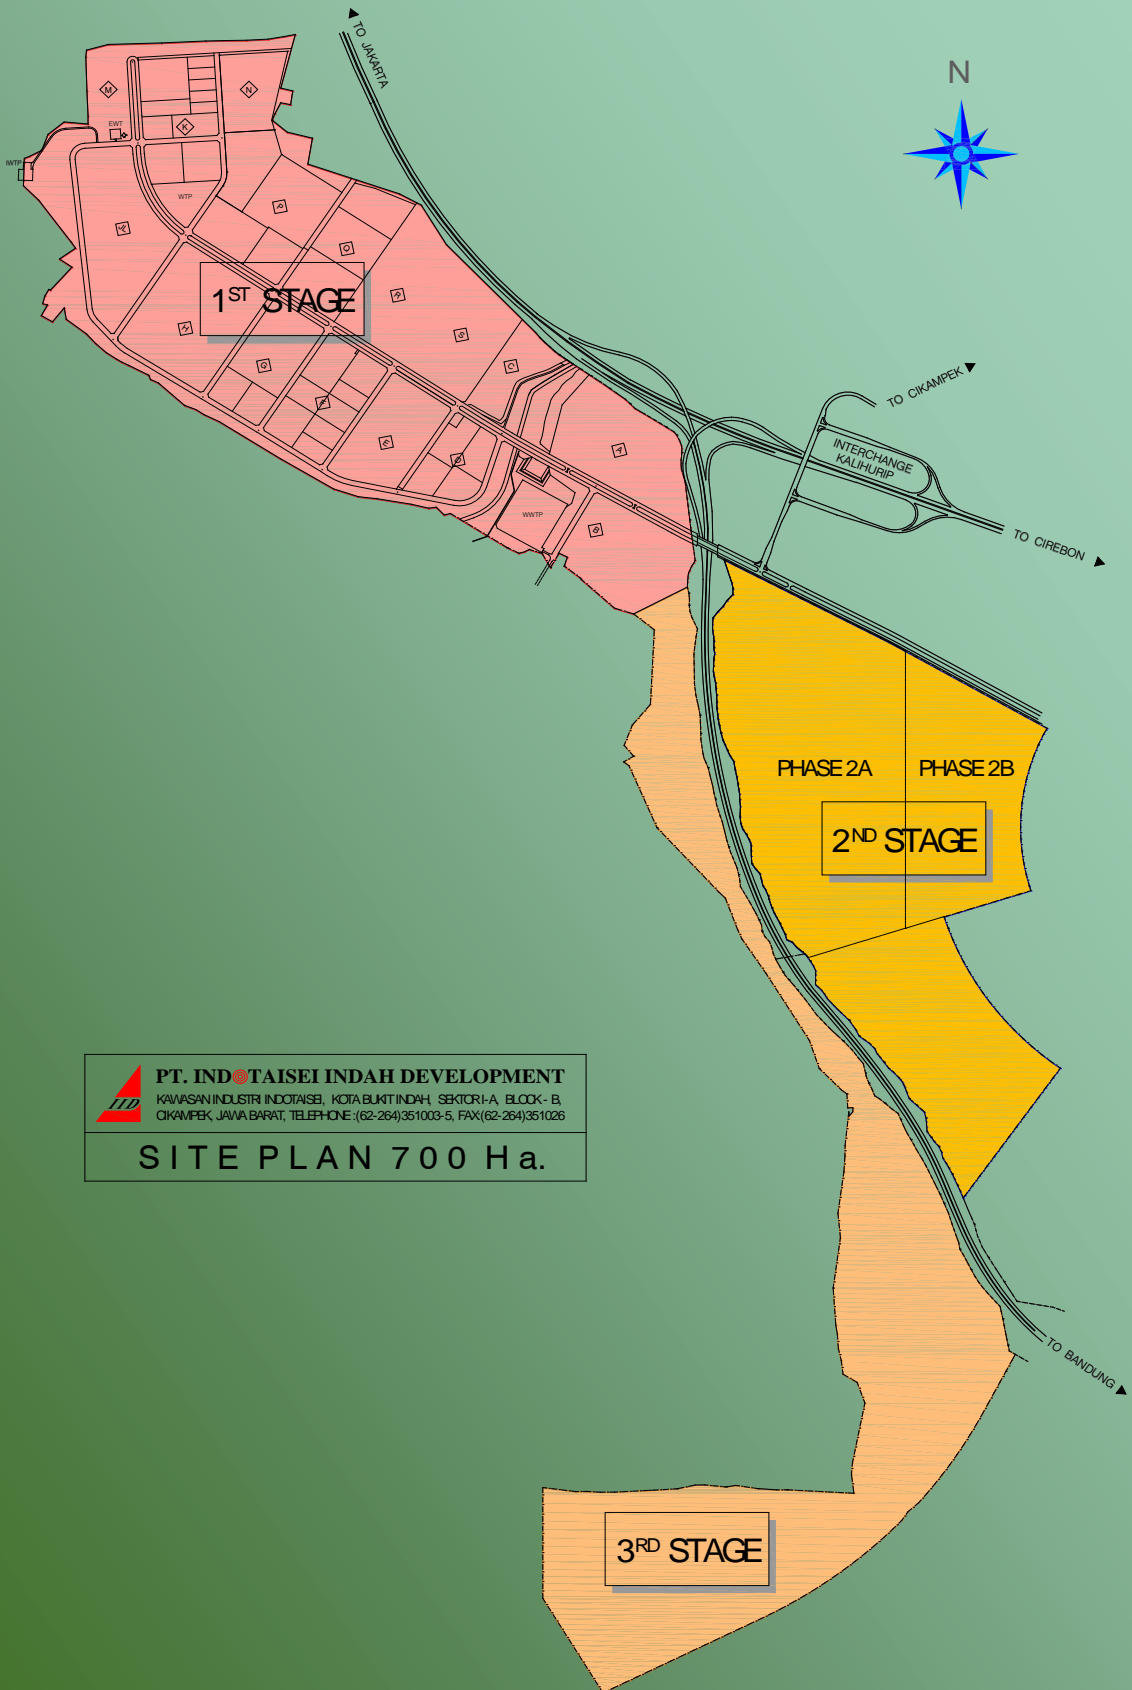 TO JAKARTA
N
M
N
EWT
K
IWTP
WTP
P
Q
R
H
1ST STAGE
S
G
C
TO CIKAMPEK
F
E
A
INTERCHANGE
KALIHURIP
D
WWTP
B
TO CIREBON
PHASE 2A
PHASE 2B
2ND STAGE
PT. INDOTAISEI INDAH DEVELOPMENT
IID
KAWASAN INDUSTRI INDOTAISEI, KOTA BUKIT INDAH, SEKTOR I-A, BLOCK - B,
CIKAMPEK, JAWA BARAT, TELEPHONE : (62-264)351003-5, FAX(62-264)351026
SITE PLAN 700 Ha.
TO BANDUNG
3RD STAGE